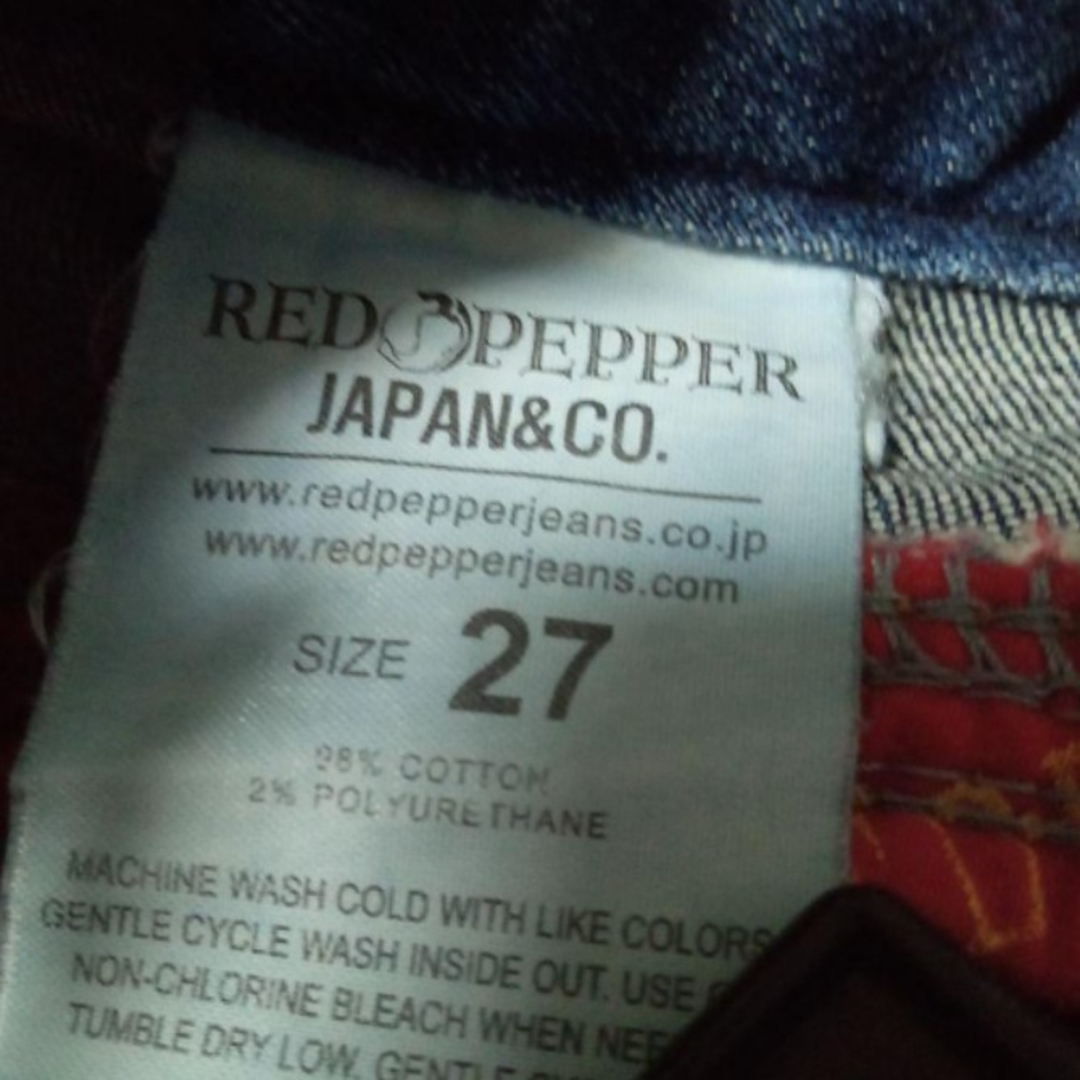 RED PEPPER
JAPAN&CO.
www.redpepperjeans.co.jp
www.redpepperjeans.com
SIZE 27
98% COTTON
2% POLYURETHANE
MACHINE WASH COLD WITH LIKE COLORS
GENTLE CYCLE WASH INSIDE OUT. USE
NON-CHLORINE BLEACH WHEN
TUMBLE DRY LOW.